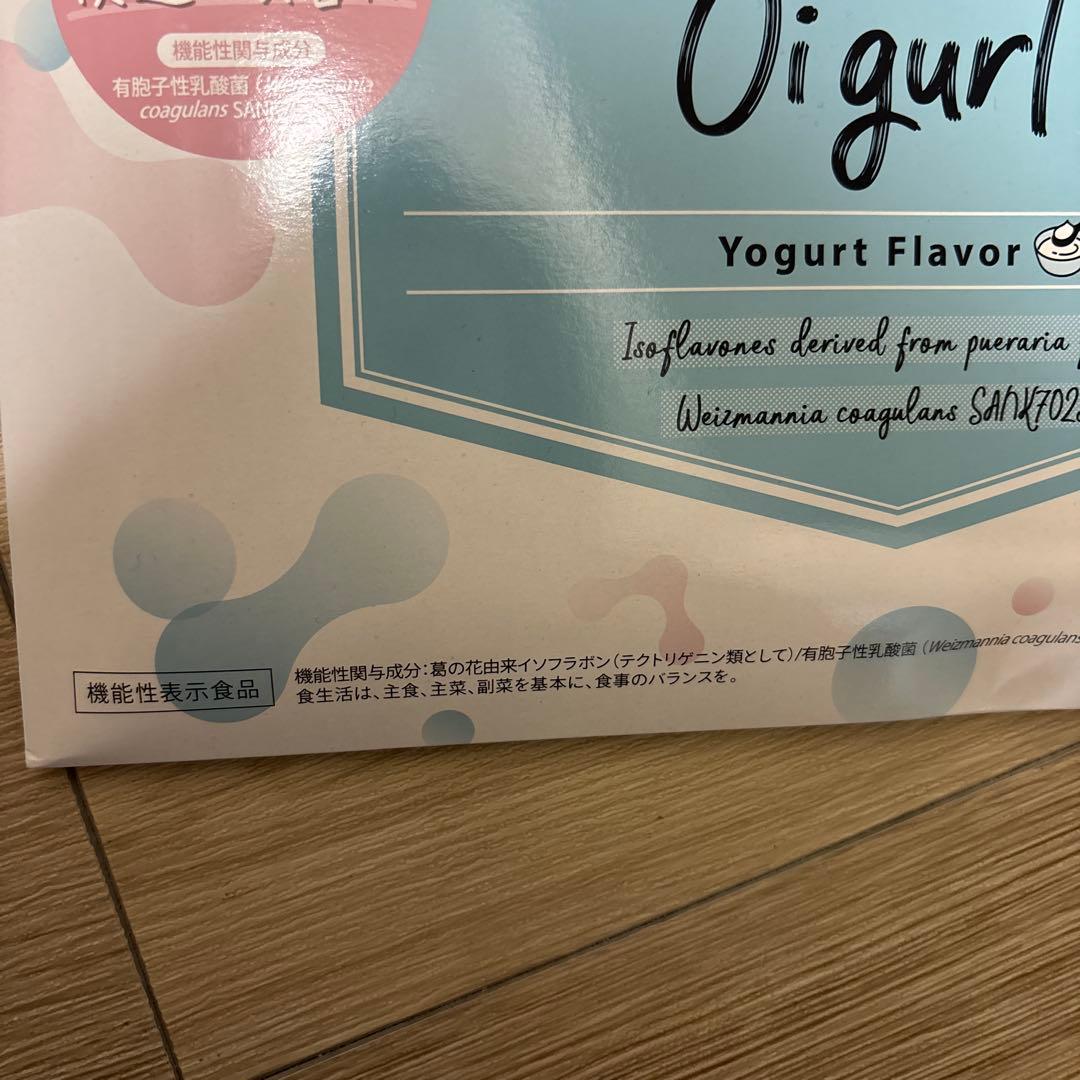 機能性関与成分
有胞子性乳酸菌 (Weizmannia
coagulans SANK
Oigurl
Yogurt Flavor
Isoflavones derived from pueraria
Weizmannia coagulans SANK702
機能性表示食品
機能性関与成分：葛の花由来イソフラボン（テクトリゲニン類として）/有胞子性乳酸菌（Weizmannia coagulans
食生活は、主食、主菜、副菜を基本に、食事のバランスを。